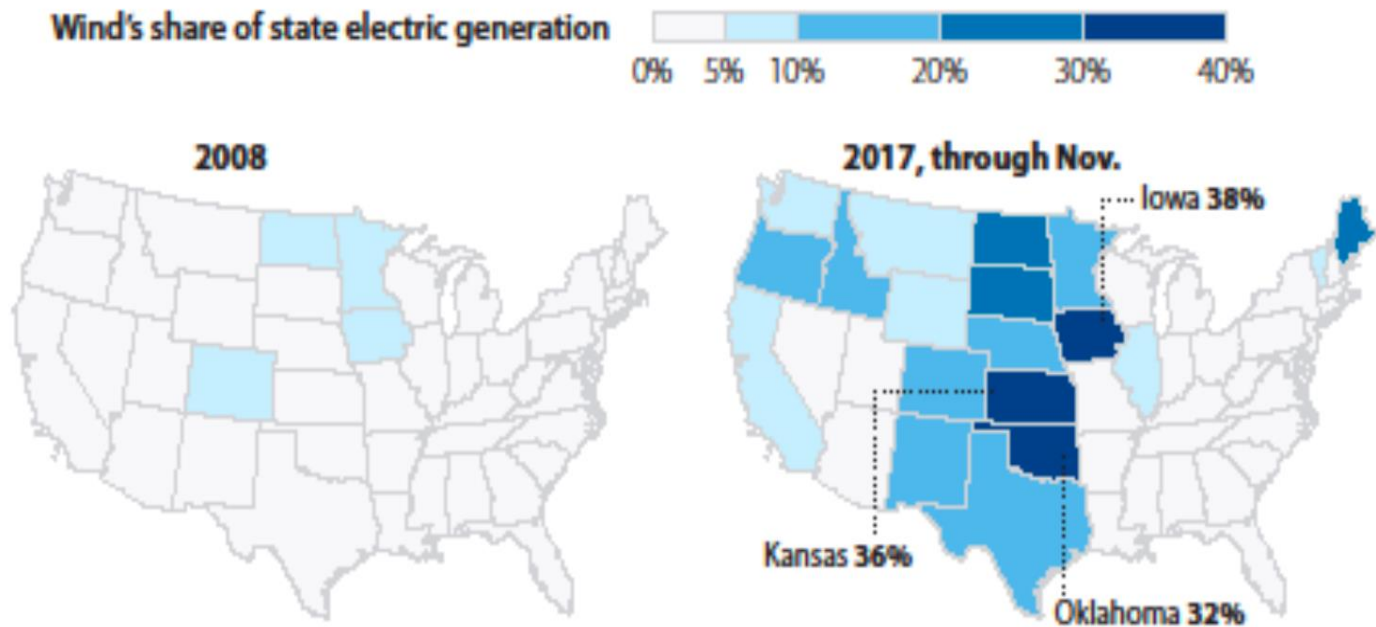 Wind's share of state electric generation
0% 5% 10% 20% 30% 40%
2008
2017, through Nov.
Iowa 38%
Kansas 36%
Oklahoma 32%